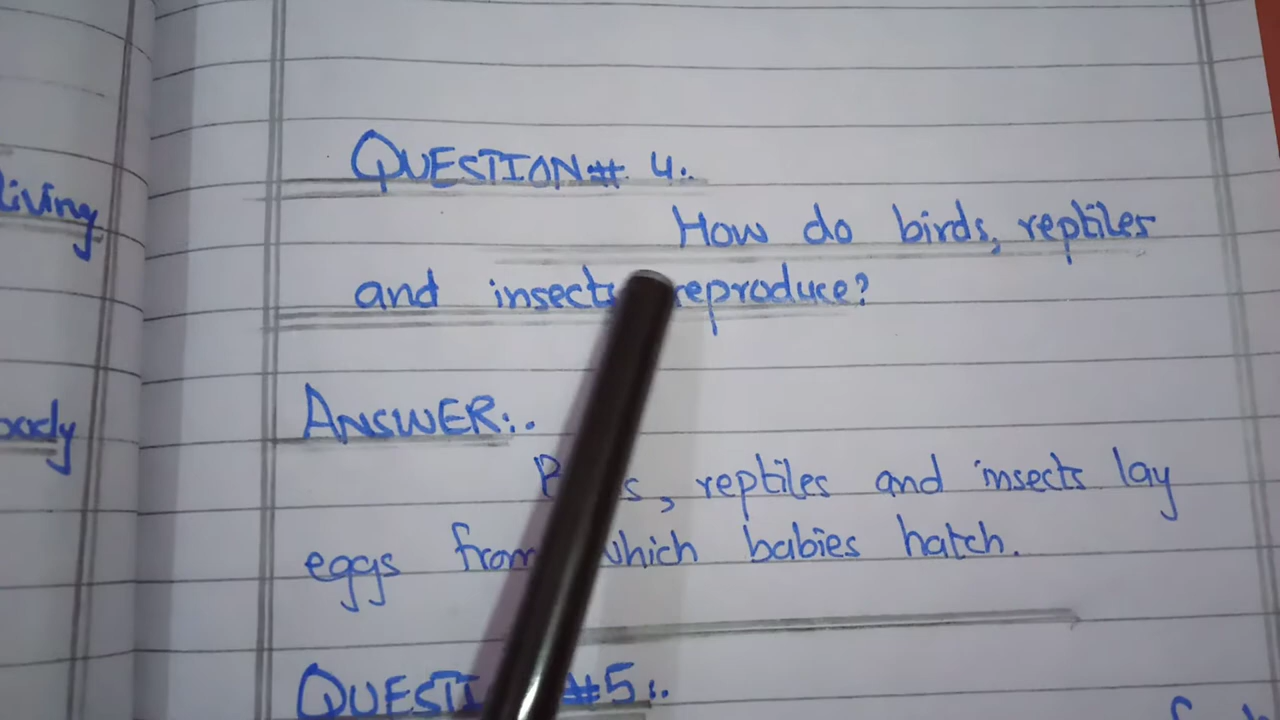 living
QUESTION # 4:.
How do birds, reptiles
and insects reproduce?
body
ANSWER:.
reptiles and insects lay
eggs from which babies hatch.
QUESTION #5:.